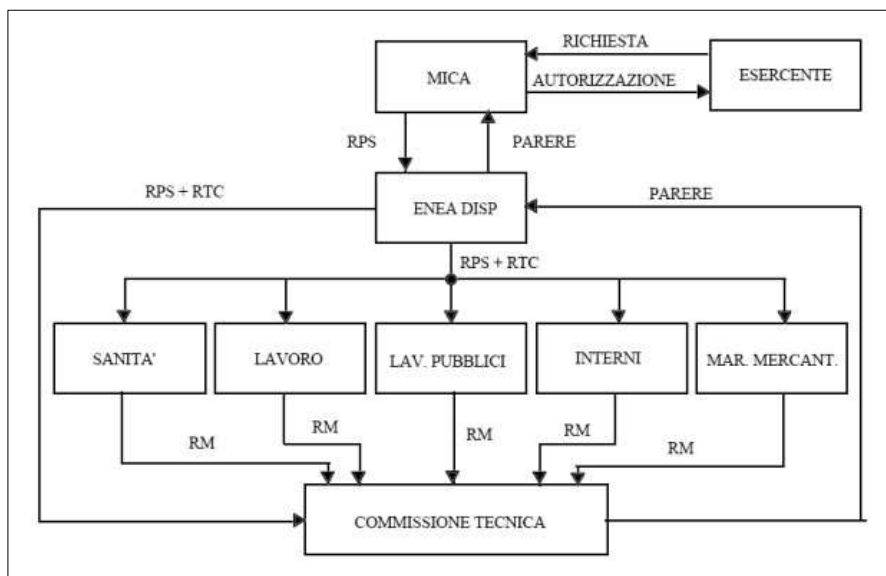 RICHIESTA
MICA
ESERCENTE
AUTORIZZAZIONE
RPS
PARERE
RPS + RTC
ENEA DISP
PARERE
RPS + RTC
SANITA'
LAVORO
LAV. PUBBLICI
INTERNI
MAR. MERCANT.
RM
RM
RM
RM
RM
COMMISSIONE TECNICA